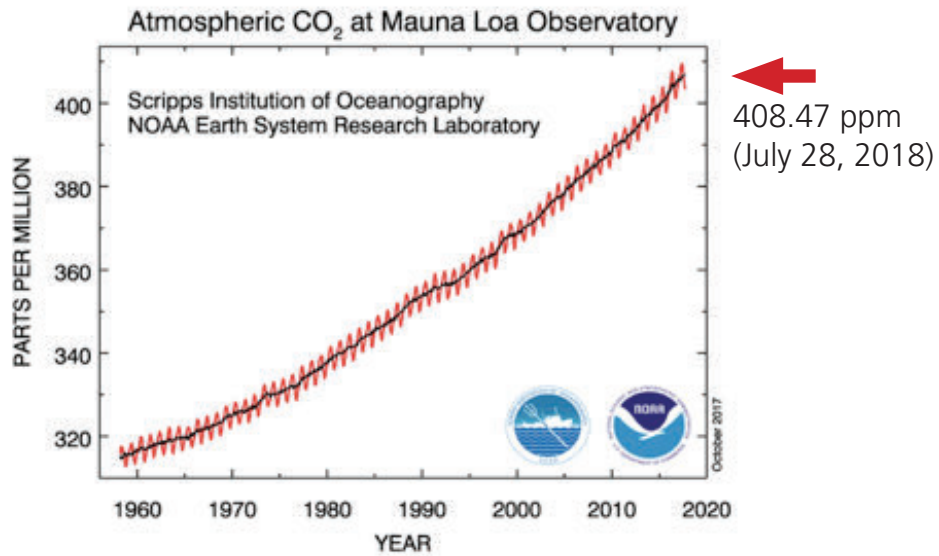 Atmospheric CO2 at Mauna Loa Observatory
Scripps Institution of Oceanography
NOAA Earth System Research Laboratory
PARTS PER MILLION
400
380
360
340
320
408.47 ppm
(July 28, 2018)
NOAA
October 2017
1960 1970 1980 1990 2000 2010 2020
YEAR